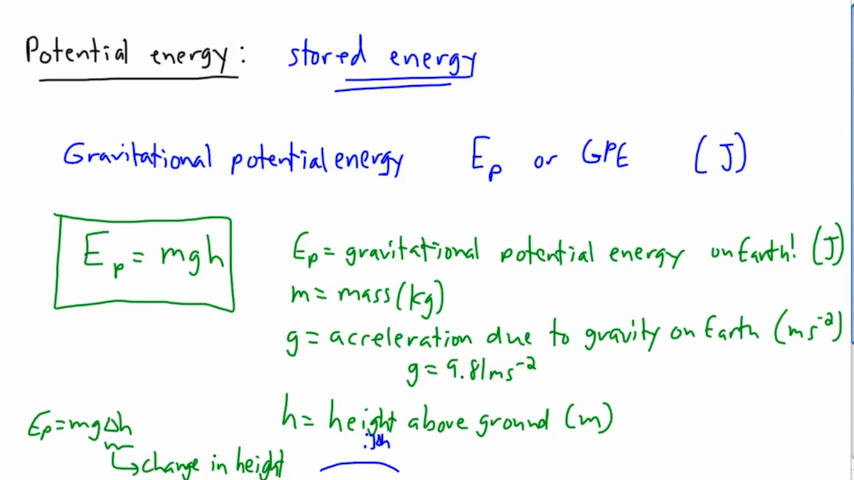 Potential energy: stored energy
Gravitational potential energy Ep or GPE (J)
Ep = mgh
Ep = gravitational potential energy on Earth! (J)
m = mass (kg)
g = acceleration due to gravity on Earth (ms⁻²)
g = 9.81ms⁻²
h = height above ground (m)
Ep = mgΔh
change in height